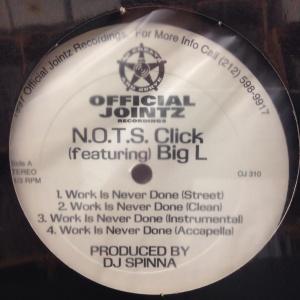 1997 Official Jointz Recordings. For More Info Call (212) 598-9917
OFFICIAL
JOINTZ
RECORDINGS
N.O.T.S. Click
(featuring) Big L
Side A
STEREO
33 RPM
OJ 310
1. Work Is Never Done (Street)
2. Work Is Never Done (Clean)
3. Work Is Never Done (Instrumental)
4. Work Is Never Done (Accapella)
PRODUCED BY
DJ SPINNA